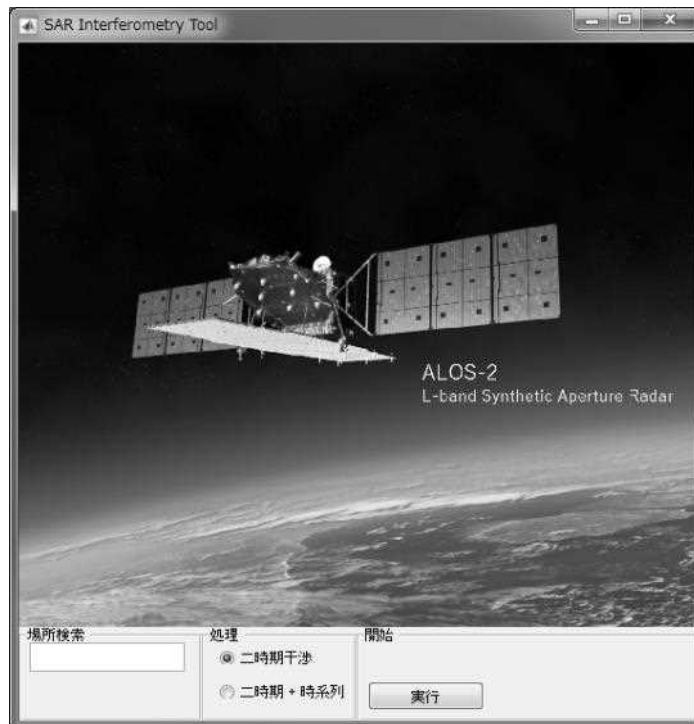 SAR Interferometry Tool
ALOS-2
L-band Synthetic Aperture Radar
場所検索
処理
開始
二時期干渉
二時期 + 時系列
実行